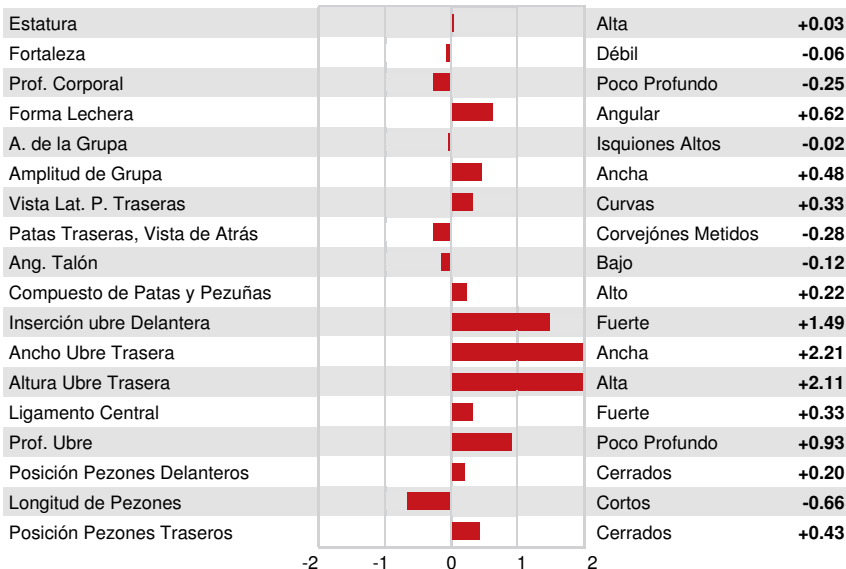 Estatura Alta +0.03
Fortaleza Débil -0.06
Prof. Corporal Poco Profundo -0.25
Forma Lechera Angular +0.62
A. de la Grupa Isquiones Altos -0.02
Amplitud de Grupa Ancha +0.48
Vista Lat. P. Traseras Curvas +0.33
Patas Traseras, Vista de Atrás Corvejónes Metidos -0.28
Ang. Talón Bajo -0.12
Compuesto de Patas y Pezuñas Alto +0.22
Inserción ubre Delantera Fuerte +1.49
Ancho Ubre Trasera Ancha +2.21
Altura Ubre Trasera Alta +2.11
Ligamento Central Fuerte +0.33
Prof. Ubre Poco Profundo +0.93
Posición Pezones Delanteros Cerrados +0.20
Longitud de Pezones Cortos -0.66
Posición Pezones Traseros Cerrados +0.43
-2 -1 0 1 2